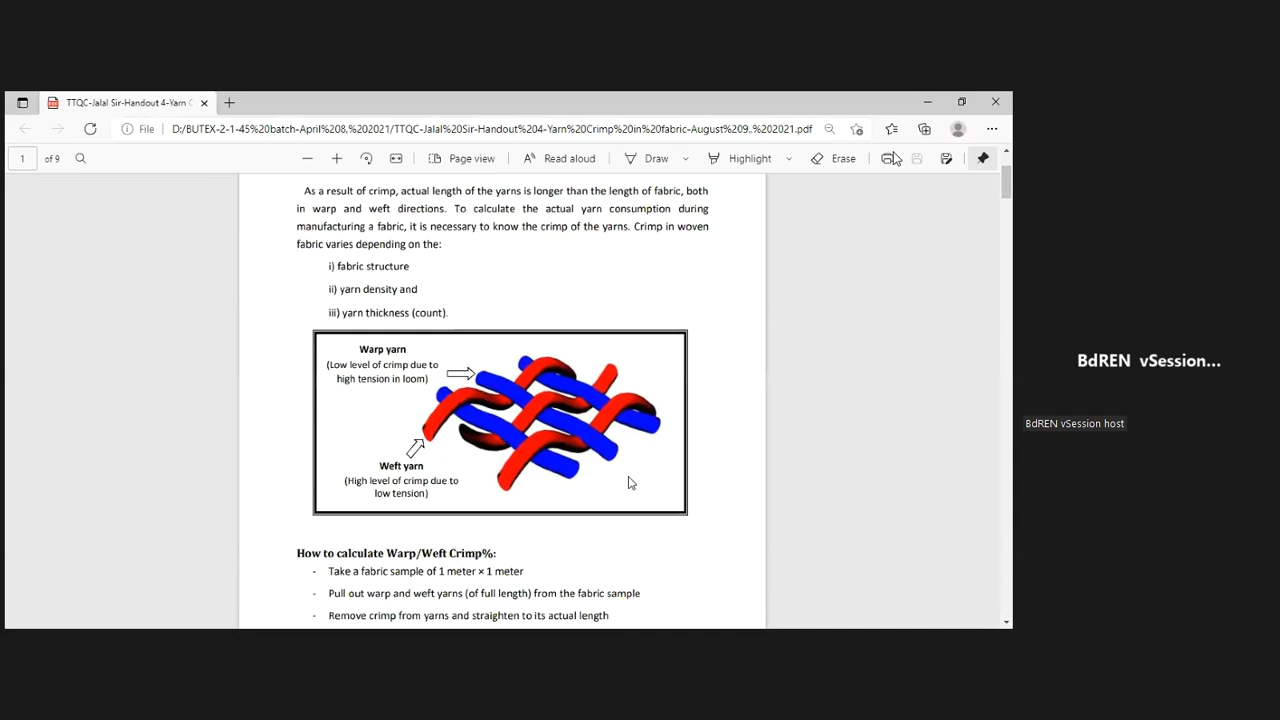 TTQC-Jalal Sir-Handout 4-Yarn C
File D:/BUTEX-2-1-45%20batch-April%208,%202021/TTQC-Jalal%20Sir-Handout%204-Yarn%20Crimp%20in%20fabric-August%209..%202021.pdf
1 of 9 Page view Read aloud Draw Highlight Erase
As a result of crimp, actual length of the yarns is longer than the length of fabric, both
in warp and weft directions. To calculate the actual yarn consumption during
manufacturing a fabric, it is necessary to know the crimp of the yarns. Crimp in woven
fabric varies depending on the:
i) fabric structure
ii) yarn density and
iii) yarn thickness (count).
Warp yarn
(Low level of crimp due to
high tension in loom)
Weft yarn
(High level of crimp due to
low tension)
How to calculate Warp/Weft Crimp%:
- Take a fabric sample of 1 meter × 1 meter
- Pull out warp and weft yarns (of full length) from the fabric sample
- Remove crimp from yarns and straighten to its actual length
BdREN vSession...
BdREN vSession host